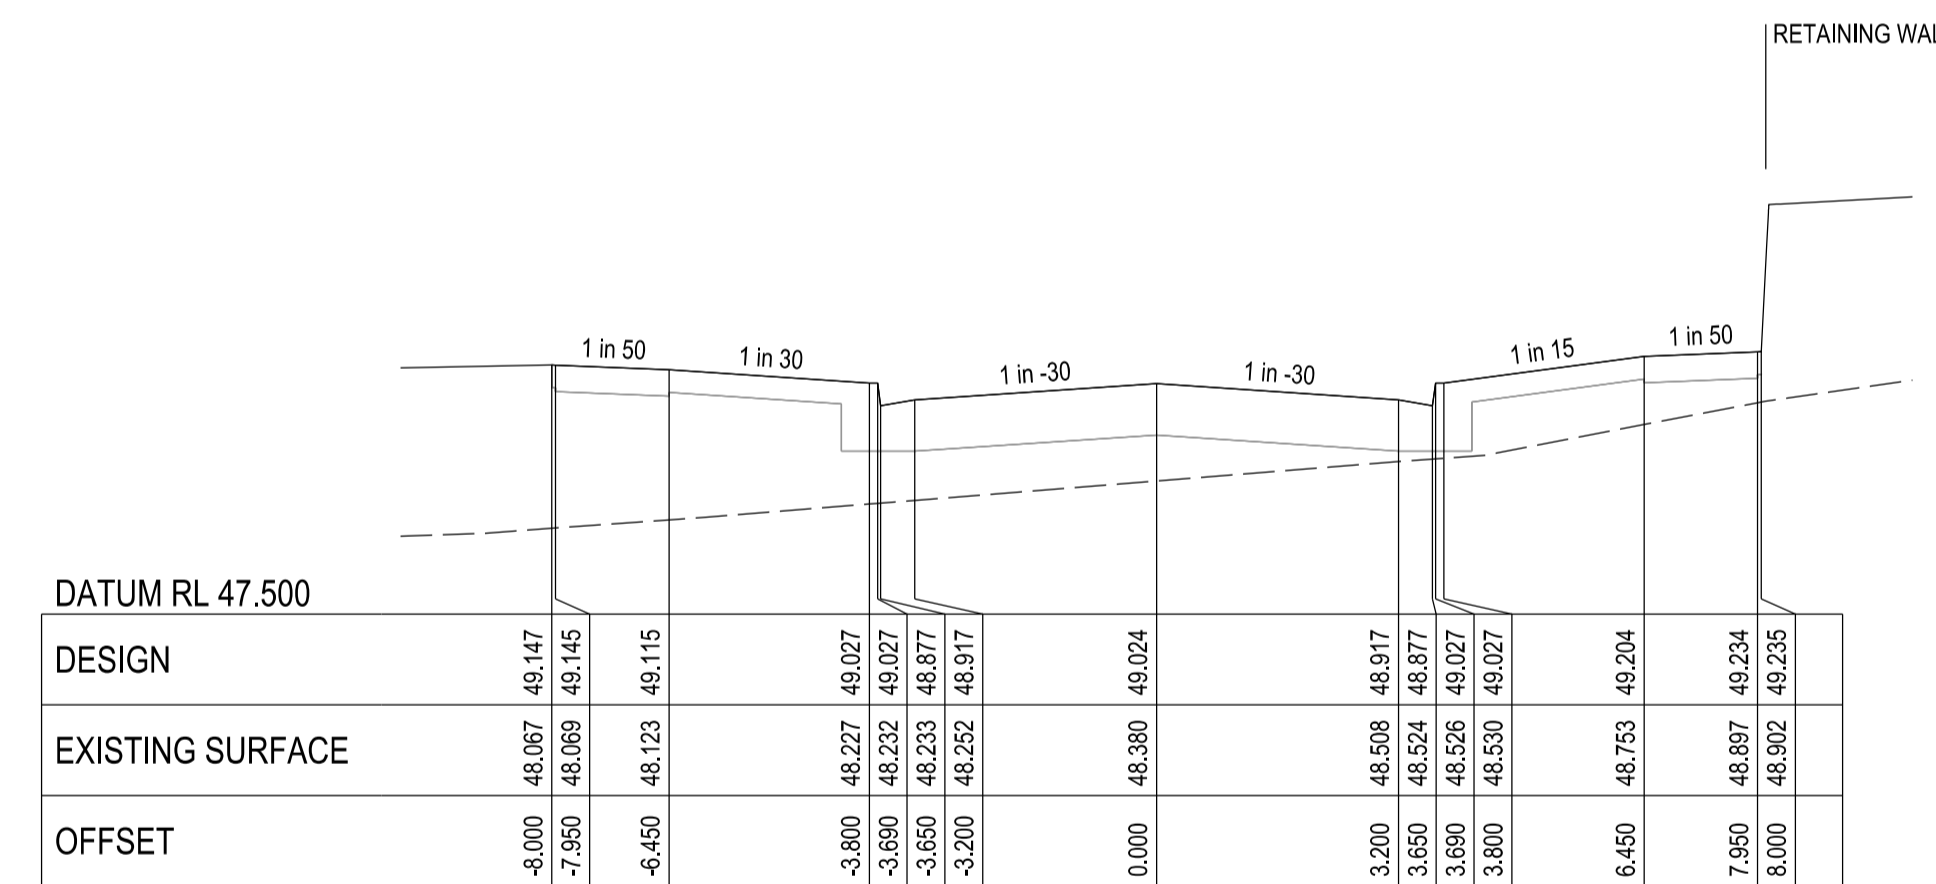 RETAINING WAL
1 in 50
1 in 30
1 in -30
1 in -30
1 in 15
1 in 50
DATUM RL 47.500
DESIGN 49.147 49.145 49.115 49.027 49.027 48.877 48.917 49.024 48.917 48.877 49.027 49.027 49.204 49.234 49.235
EXISTING SURFACE 48.067 48.069 48.123 48.227 48.232 48.233 48.252 48.380 48.508 48.524 48.526 48.530 48.753 48.897 48.902
OFFSET -8.000 -7.950 -6.450 -3.800 -3.690 -3.650 -3.200 0.000 3.200 3.650 3.690 3.800 6.450 7.950 8.000